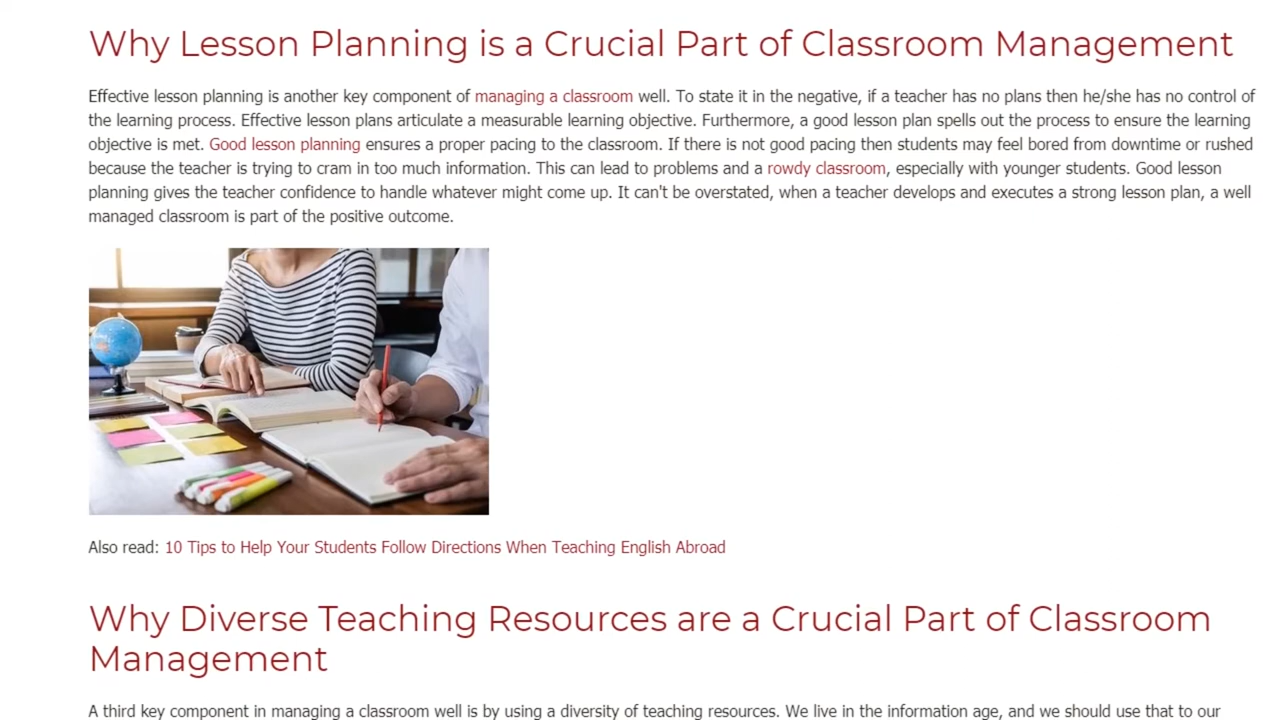 Why Lesson Planning is a Crucial Part of Classroom Management
Effective lesson planning is another key component of managing a classroom well. To state it in the negative, if a teacher has no plans then he/she has no control of
the learning process. Effective lesson plans articulate a measurable learning objective. Furthermore, a good lesson plan spells out the process to ensure the learning
objective is met. Good lesson planning ensures a proper pacing to the classroom. If there is not good pacing then students may feel bored from downtime or rushed
because the teacher is trying to cram in too much information. This can lead to problems and a rowdy classroom, especially with younger students. Good lesson
planning gives the teacher confidence to handle whatever might come up. It can't be overstated, when a teacher develops and executes a strong lesson plan, a well
managed classroom is part of the positive outcome.
Also read: 10 Tips to Help Your Students Follow Directions When Teaching English Abroad
Why Diverse Teaching Resources are a Crucial Part of Classroom
Management
A third key component in managing a classroom well is by using a diversity of teaching resources. We live in the information age, and we should use that to our